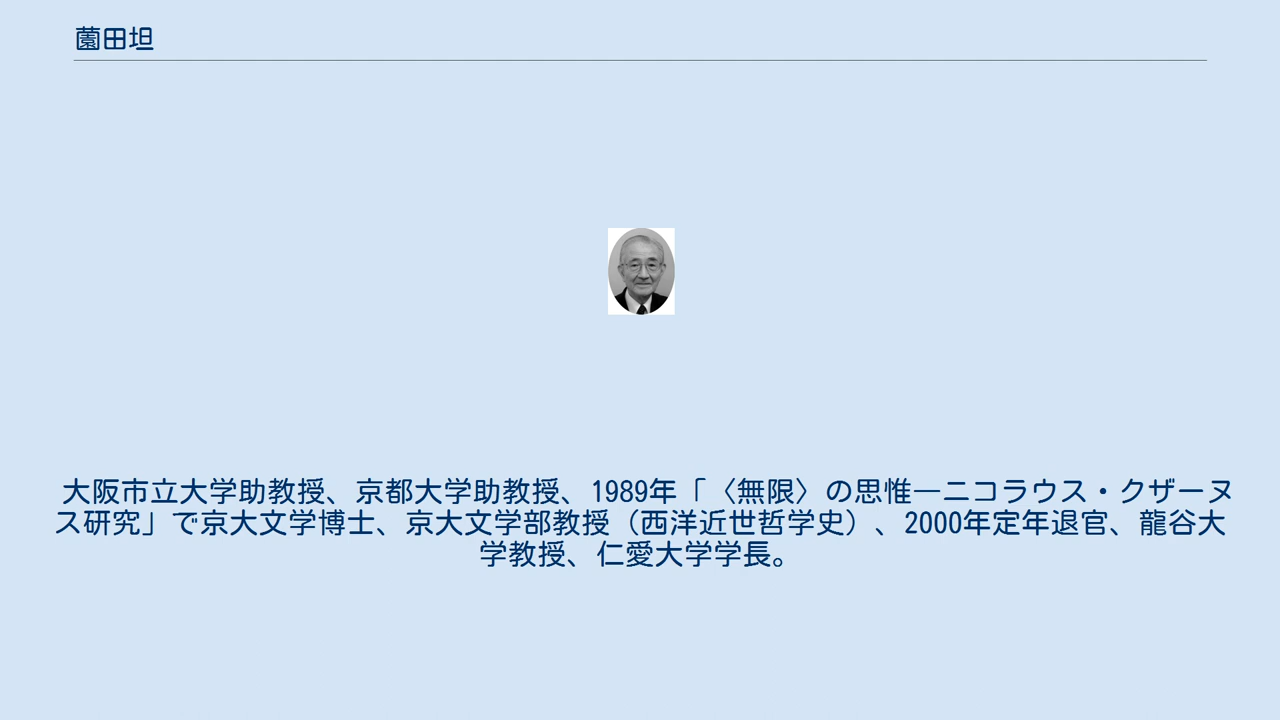 薗田坦
大阪市立大学助教授、京都大学助教授、1989年「〈無限〉の思惟―ニコラウス・クザーヌ
ス研究」で京大文学博士、京大文学部教授（西洋近世哲学史）、2000年定年退官、龍谷大
学教授、仁愛大学学長。